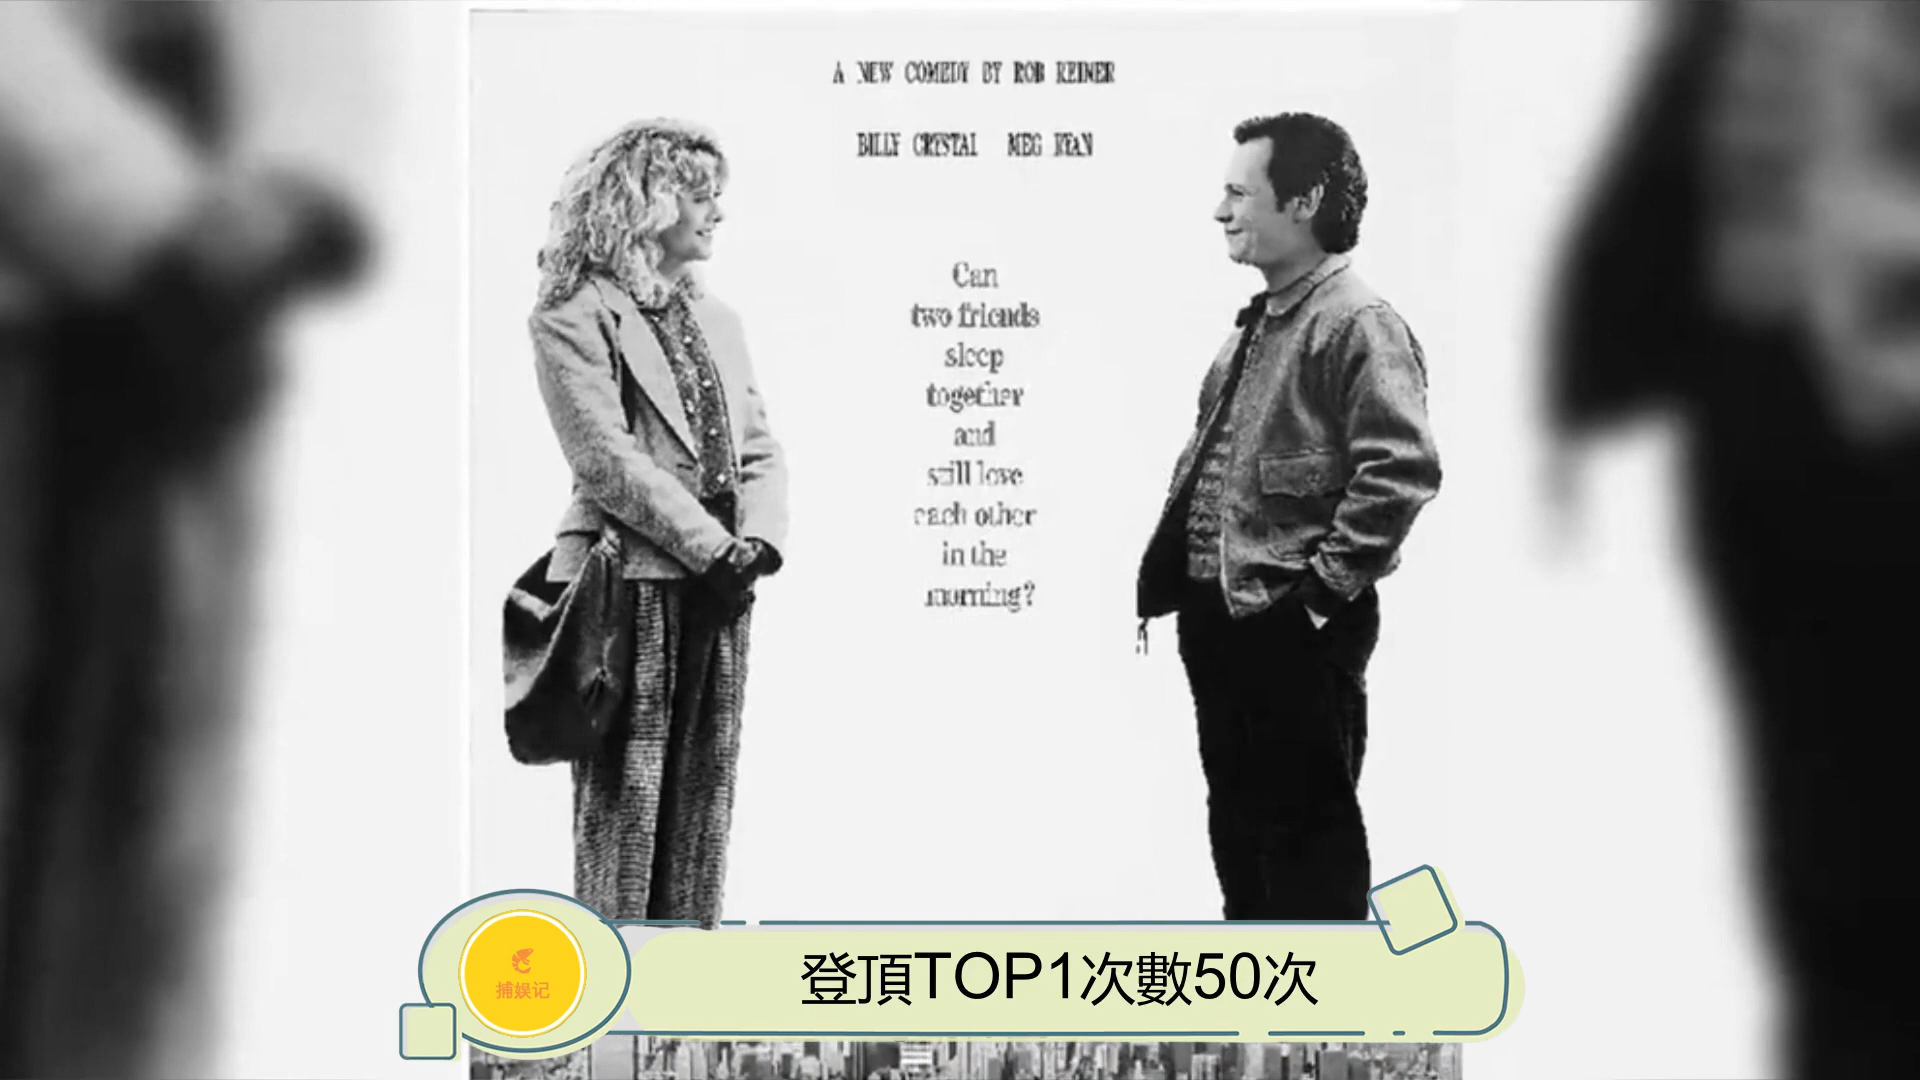 A NEW COMEDY BY ROB REINER
BILLY CRYSTAL MEG RYAN
Can
two friends
sleep
together
and
still love
each other
in the
morning?
捕娱记
登頂TOP1次數50次